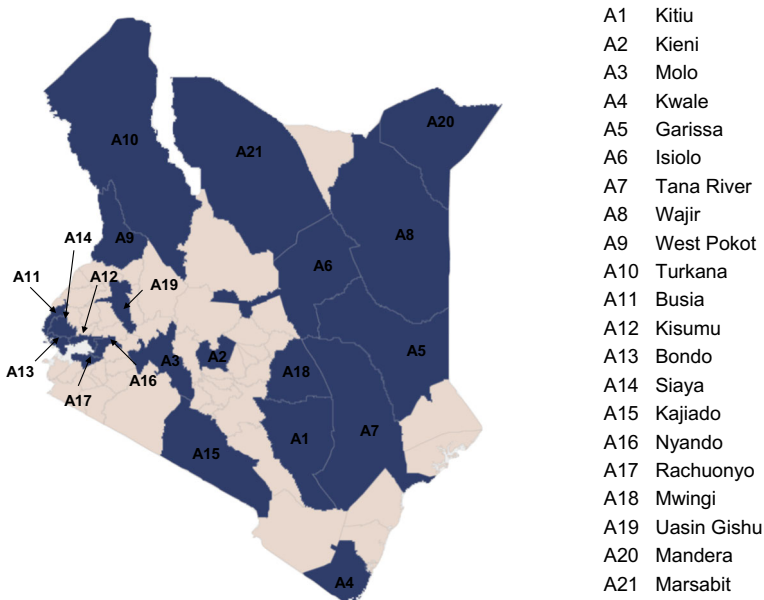 A1 Kitiu
A2 Kieni
A3 Molo
A4 Kwale
A5 Garissa
A6 Isiolo
A7 Tana River
A8 Wajir
A9 West Pokot
A10 Turkana
A11 Busia
A12 Kisumu
A13 Bondo
A14 Siaya
A15 Kajiado
A16 Nyando
A17 Rachuonyo
A18 Mwingi
A19 Uasin Gishu
A20 Mandera
A21 Marsabit
A20
A10
A21
A8
A14
A9
A6
A11
A12
A19
A5
A3
A2
A13
A16
A18
A17
A7
A1
A15
A4